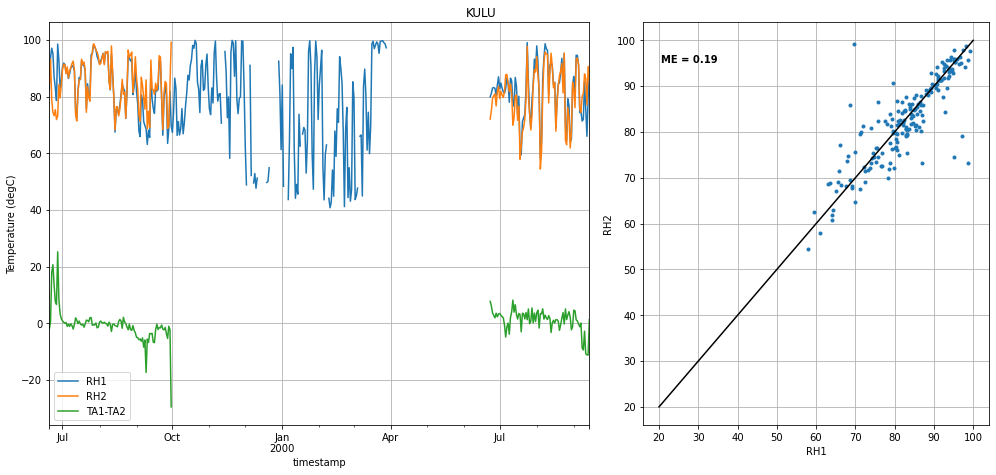 KULU
Temperature (degC)
100
80
60
40
20
0
−20
RH1
RH2
TA1-TA2
Jul
Oct
Jan
2000
Apr
Jul
timestamp
ME = 0.19
RH2
100
90
80
70
60
50
40
30
20
20 30 40 50 60 70 80 90 100
RH1